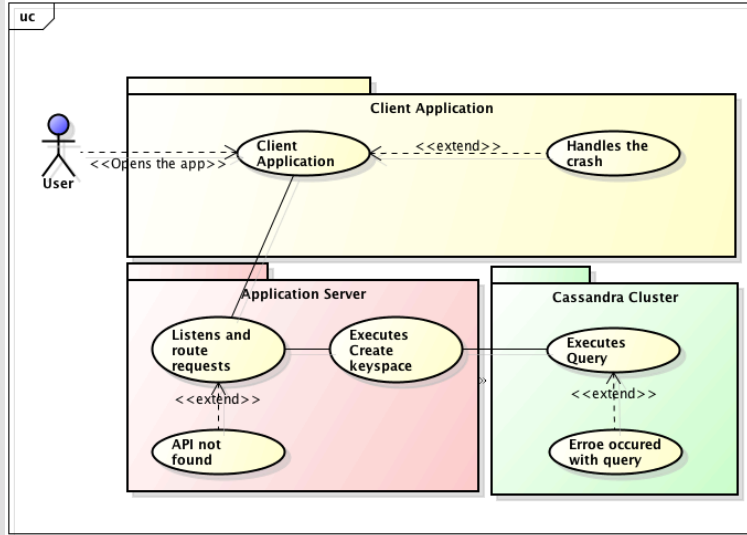 uc
Client Application
Client
Application
<<extend>>
Handles the
crash
<<Opens the app>>
User
Application Server
Cassandra Cluster
Listens and
route
requests
Executes
Create
keyspace
Executes
Query
<<extend>>
<<extend>>
API not
found
Erroe occured
with query